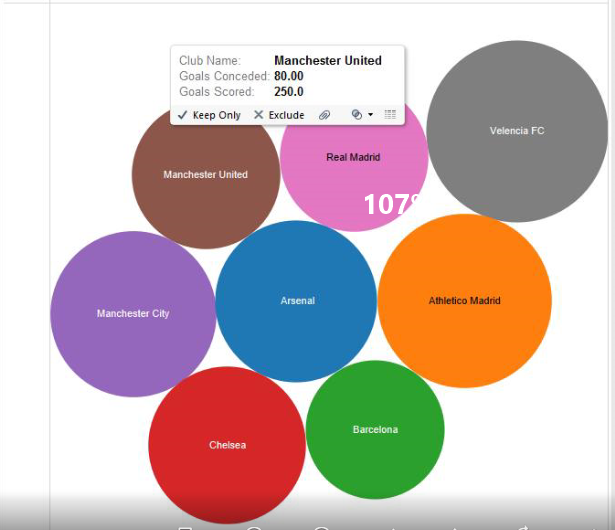 Club Name: Manchester United
Goals Conceded: 80.00
Goals Scored: 250.0
Keep Only Exclude
Velencia FC
Real Madrid
Manchester United
107%
Athletico Madrid
Arsenal
Manchester City
Barcelona
Chelsea